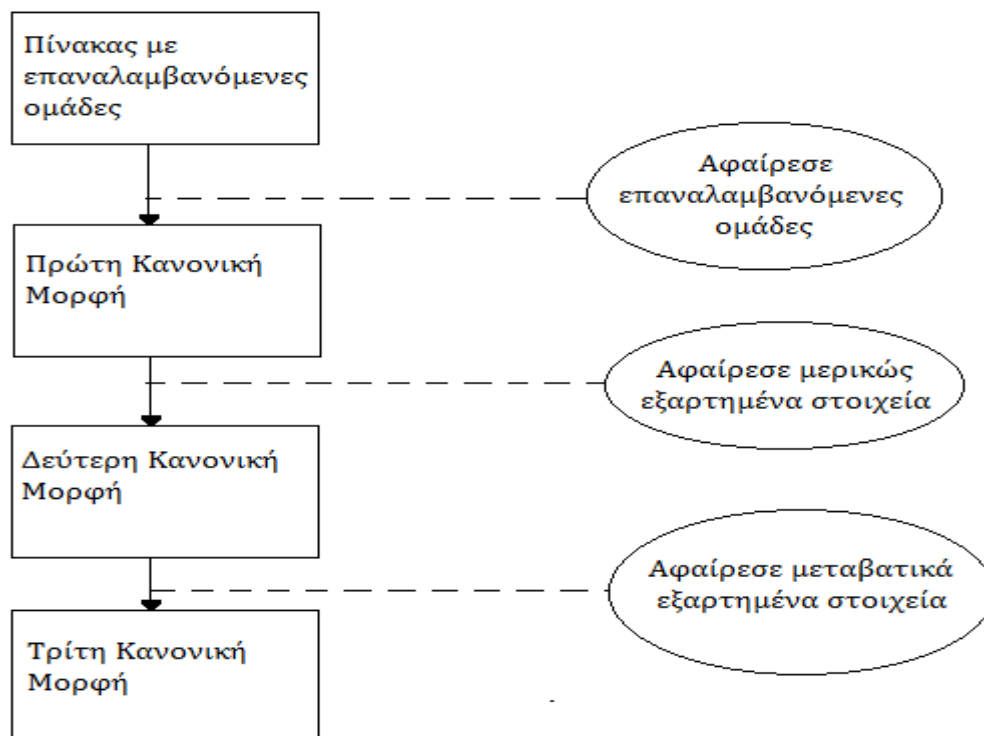 Πίνακας με
επαναλαμβανόμενες
ομάδες
Αφαίρεσε
επαναλαμβανόμενες
ομάδες
Πρώτη Κανονική
Μορφή
Αφαίρεσε μερικώς
εξαρτημένα στοιχεία
Δεύτερη Κανονική
Μορφή
Αφαίρεσε μεταβατικά
εξαρτημένα στοιχεία
Τρίτη Κανονική
Μορφή